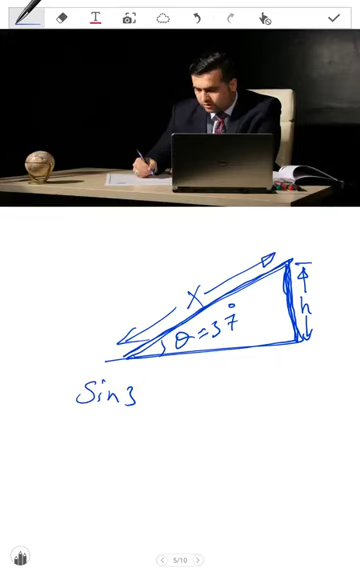 T
X
h
θ = 37°
Sin3
5/10